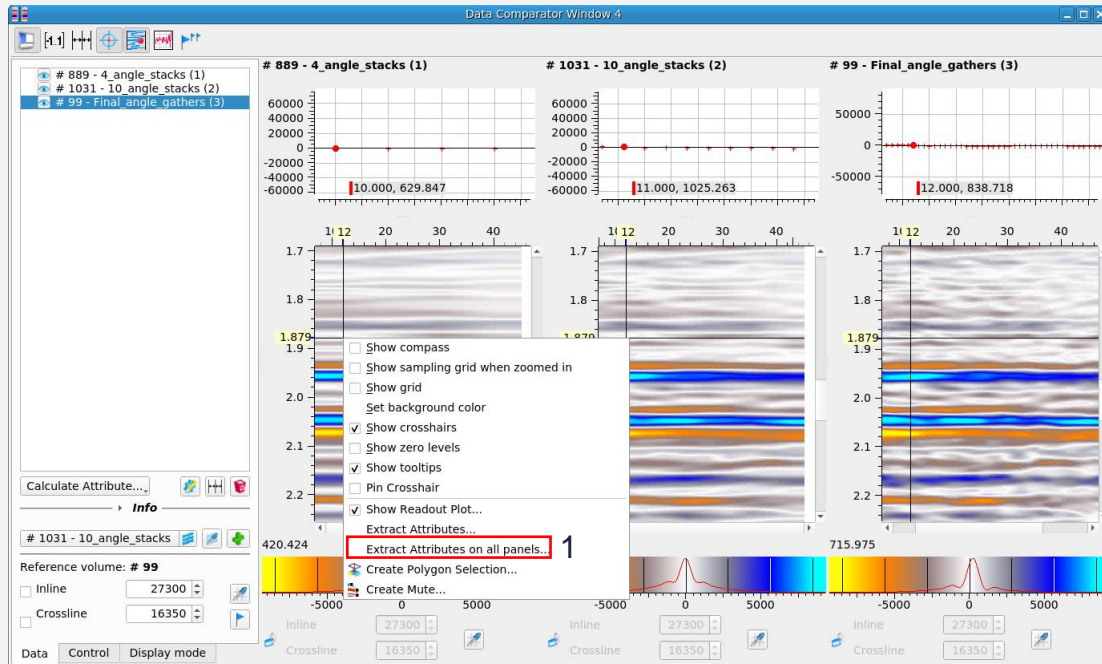 Data Comparator Window 4
[-1.1]
# 889 - 4_angle_stacks (1)
# 1031 - 10_angle_stacks (2)
# 99 - Final_angle_gathers (3)
# 889 - 4_angle_stacks (1)
# 1031 - 10_angle_stacks (2)
# 99 - Final_angle_gathers (3)
60000
40000
20000
0
-20000
-40000
-60000
10.000, 629.847
60000
40000
20000
0
-20000
-40000
-60000
11.000, 1025.263
50000
0
-50000
12.000, 838.718
12 20 30 40
1.7
1.8
1.879
1.9
2.0
2.1
2.2
12 20 30 40
1.7
1.8
1.879
12 20 30 40
1.7
1.8
1.879
1.9
2.0
2.1
2.2
Show compass
Show sampling grid when zoomed in
Show grid
Set background color
Show crosshairs
Show zero levels
Show tooltips
Pin Crosshair
Show Readout Plot...
Extract Attributes...
Extract Attributes on all panels... 1
Create Polygon Selection...
Create Mute...
Calculate Attribute...
Info
# 1031 - 10_angle_stacks
Reference volume: # 99
Inline 27300
Crossline 16350
Data Control Display mode
420.424
715.975
-5000 0 5000
-5000 0 5000
-5000 0 5000
Inline 27300
Crossline 16350
Inline 27300
Crossline 16350
Inline 27300
Crossline 16350